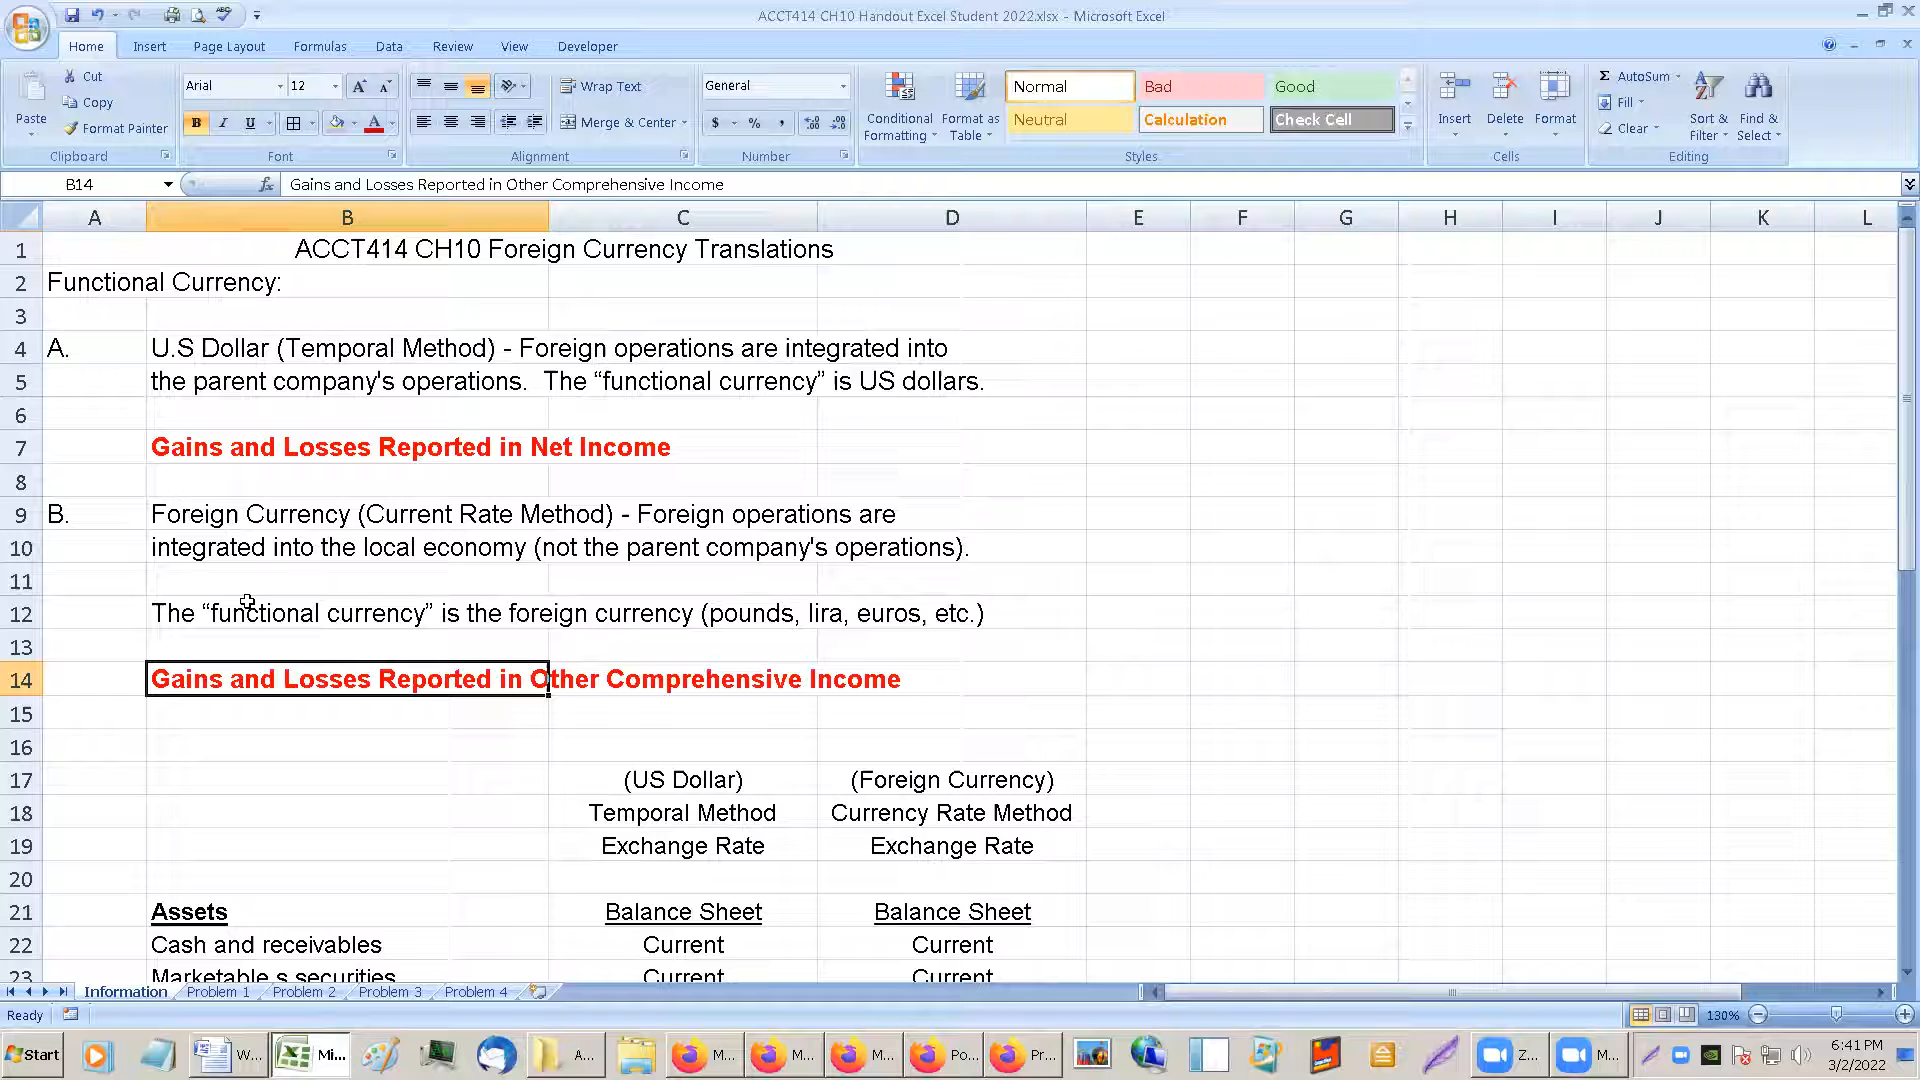 ACCT414 CH10 Handout Excel Student 2022.xlsx - Microsoft Excel
Home Insert Page Layout Formulas Data Review View Developer
Paste Cut Copy Format Painter Clipboard
Arial 12 B I U Font
Wrap Text Merge & Center Alignment
General $ % , Number
Conditional Formatting Format as Table Normal Bad Good Neutral Calculation Check Cell Styles
Insert Delete Format Cells
Σ AutoSum Fill Clear Sort & Filter Find & Select Editing
B14 fx Gains and Losses Reported in Other Comprehensive Income
A B C D E F G H I J K L
1 ACCT414 CH10 Foreign Currency Translations
2 Functional Currency:
3
4 A. U.S Dollar (Temporal Method) - Foreign operations are integrated into
5 the parent company's operations.  The “functional currency” is US dollars.
6
7 Gains and Losses Reported in Net Income
8
9 B. Foreign Currency (Current Rate Method) - Foreign operations are
10 integrated into the local economy (not the parent company's operations).
11
12 The “functional currency” is the foreign currency (pounds, lira, euros, etc.)
13
14 Gains and Losses Reported in Other Comprehensive Income
15
16
17 (US Dollar) (Foreign Currency)
18 Temporal Method Currency Rate Method
19 Exchange Rate Exchange Rate
20
21 Assets Balance Sheet Balance Sheet
22 Cash and receivables Current Current
23 Marketable s securities Current Current
Information Problem 1 Problem 2 Problem 3 Problem 4
Ready 130%
Start W... Mi... A... M... M... M... Po... Pr... Z... M... 6:41 PM
3/2/2022